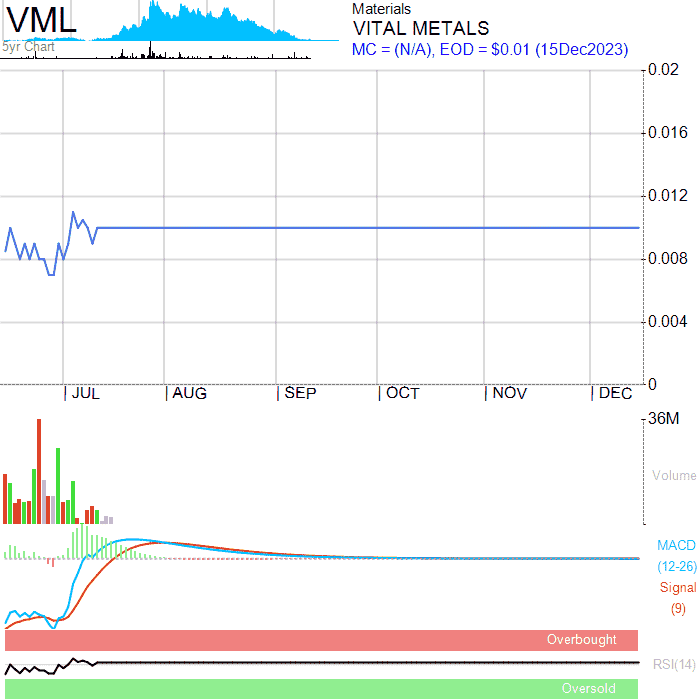 VML
5yr Chart
Materials
VITAL METALS
MC = (N/A), EOD = $0.01 (15Dec2023)
0.02
0.016
0.012
0.008
0.004
0
JUL AUG SEP OCT NOV DEC
36M
Volume
MACD
(12-26)
Signal
(9)
Overbought
RSI(14)
Oversold